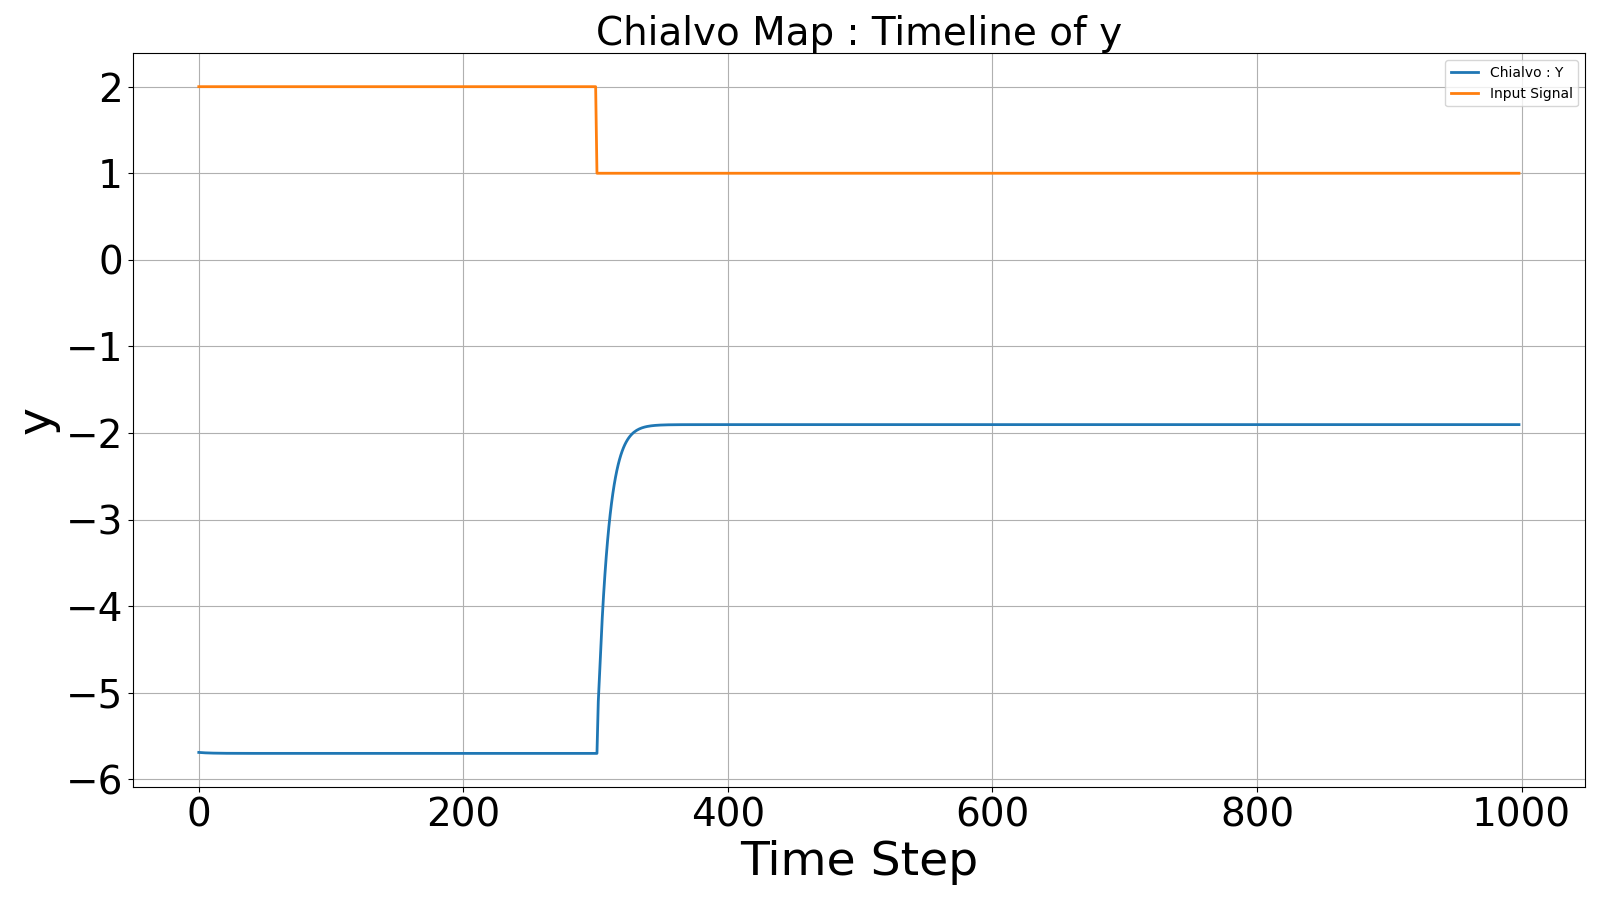 Chialvo Map : Timeline of y
Chialvo : Y
Input Signal
2
1
0
−1
−2
−3
−4
−5
−6
y
0 200 400 600 800 1000
Time Step